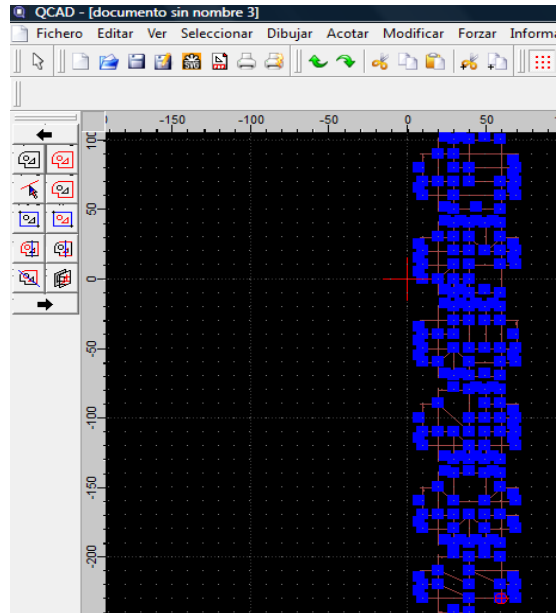 QCAD - [documento sin nombre 3]
Fichero Editar Ver Seleccionar Dibujar Acotar Modificar Forzar Informa
-150 -100 -50 0 50
100
50
0
-50
-100
-150
-200